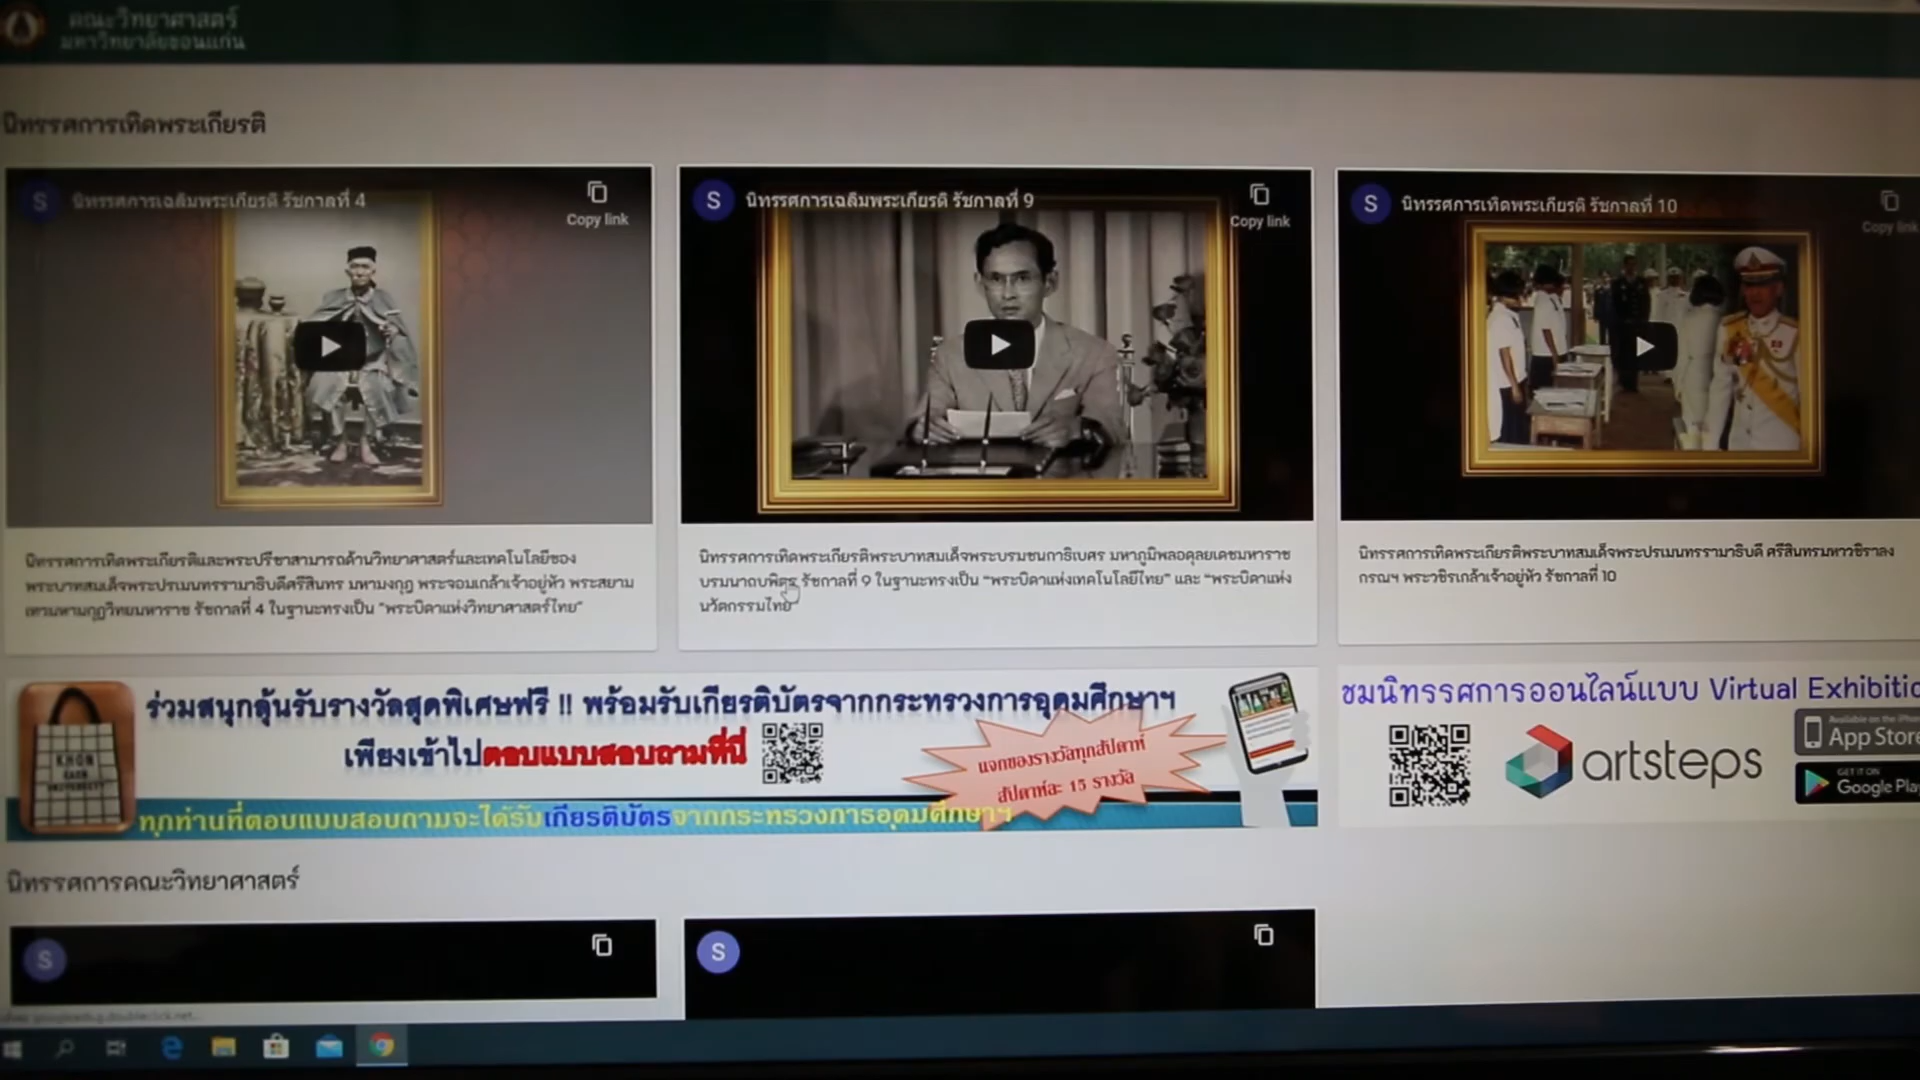 คณะวิทยาศาสตร์
มหาวิทยาลัยขอนแก่น
นิทรรศการเทิดพระเกียรติ
S นิทรรศการเฉลิมพระเกียรติ รัชกาลที่ 4
Copy link
S นิทรรศการเฉลิมพระเกียรติ รัชกาลที่ 9
Copy link
S นิทรรศการเทิดพระเกียรติ รัชกาลที่ 10
Copy link
นิทรรศการเทิดพระเกียรติและพระปรีชาสามารถด้านวิทยาศาสตร์และเทคโนโลยีของ
พระบาทสมเด็จพระปรเมนทรรามาธิบดีศรีสินทร มหามงกุฎ พระจอมเกล้าเจ้าอยู่หัว พระสยาม
เทวมหามกุฏวิทยมหาราช รัชกาลที่ 4 ในฐานะทรงเป็น "พระบิดาแห่งวิทยาศาสตร์ไทย"
นิทรรศการเทิดพระเกียรติพระบาทสมเด็จพระบรมชนกาธิเบศร มหาภูมิพลอดุลยเดชมหาราช
บรมนาถบพิตร รัชกาลที่ 9 ในฐานะทรงเป็น "พระบิดาแห่งเทคโนโลยีไทย" และ "พระบิดาแห่ง
นวัตกรรมไทย"
นิทรรศการเทิดพระเกียรติพระบาทสมเด็จพระปรเมนทรรามาธิบดี ศรีสินทรมหาวชิราลง
กรณฯ พระวชิรเกล้าเจ้าอยู่หัว รัชกาลที่ 10
KHON
KAEN
UNIVERSITY
ร่วมสนุกลุ้นรับรางวัลสุดพิเศษฟรี !! พร้อมรับเกียรติบัตรจากกระทรวงการอุดมศึกษาฯ
เพียงเข้าไปตอบแบบสอบถามที่นี่
แจกของรางวัลทุกสัปดาห์
สัปดาห์ละ 15 รางวัล
ทุกท่านที่ตอบแบบสอบถามจะได้รับเกียรติบัตรจากกระทรวงการอุดมศึกษาฯ
ชมนิทรรศการออนไลน์แบบ Virtual Exhibitio
artsteps
Available on the iPhon
App Store
GET IT ON
Google Play
นิทรรศการคณะวิทยาศาสตร์
S
S